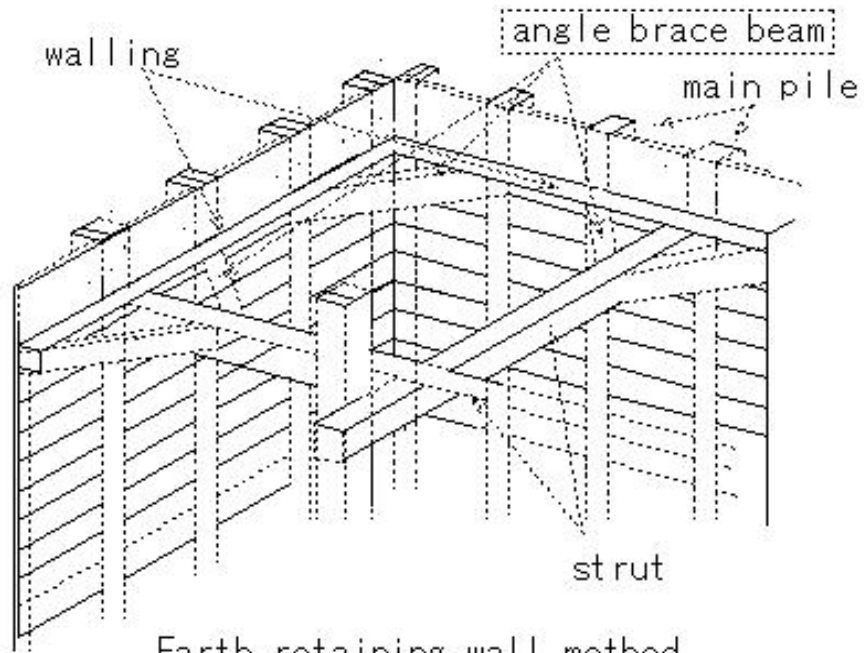 angle brace beam
walling
main pile
strut
Earth retaining wall method